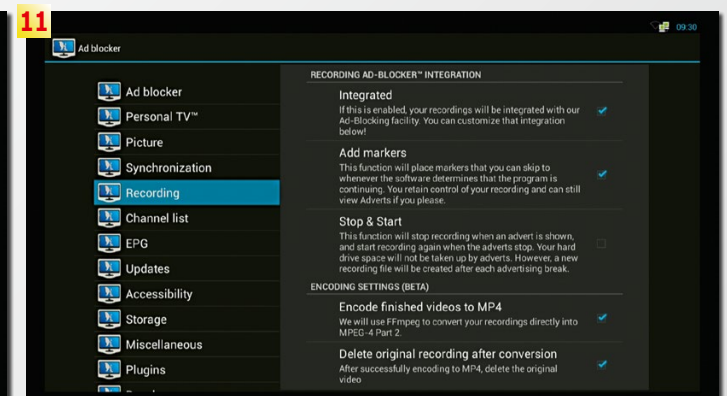 11
09:30
Ad blocker
Ad blocker
Personal TV™
Picture
Synchronization
Recording
Channel list
EPG
Updates
Accessibility
Storage
Miscellaneous
Plugins
RECORDING AD-BLOCKER™ INTEGRATION
Integrated
If this is enabled, your recordings will be integrated with our
Ad-Blocking facility. You can customize that integration
below!
Add markers
This function will place markers that you can skip to
whenever the software determines that the program is
continuing. You retain control of your recording and can still
view Adverts if you please.
Stop & Start
This function will stop recording when an advert is shown,
and start recording again when the adverts stop. Your hard
drive space will not be taken up by adverts. However, a new
recording file will be created after each advertising break.
ENCODING SETTINGS (BETA)
Encode finished videos to MP4
We will use FFmpeg to convert your recordings directly into
MPEG-4 Part 2.
Delete original recording after conversion
After successfully encoding to MP4, delete the original
video